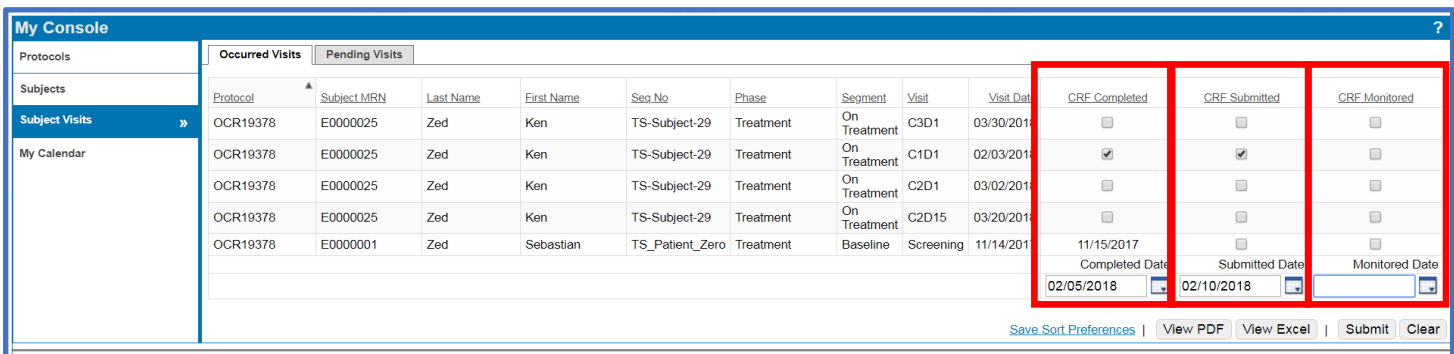 My Console ?
Protocols
Subjects
Subject Visits »
My Calendar
Occurred Visits Pending Visits
Protocol Subject MRN Last Name First Name Seq No Phase Segment Visit Visit Date CRF Completed CRF Submitted CRF Monitored
OCR19378 E0000025 Zed Ken TS-Subject-29 Treatment On Treatment C3D1 03/30/2018
OCR19378 E0000025 Zed Ken TS-Subject-29 Treatment On Treatment C1D1 02/03/2018
OCR19378 E0000025 Zed Ken TS-Subject-29 Treatment On Treatment C2D1 03/02/2018
OCR19378 E0000025 Zed Ken TS-Subject-29 Treatment On Treatment C2D15 03/20/2018
OCR19378 E0000001 Zed Sebastian TS_Patient_Zero Treatment Baseline Screening 11/14/2017 11/15/2017
Completed Date Submitted Date Monitored Date
02/05/2018 02/10/2018
Save Sort Preferences | View PDF View Excel | Submit Clear